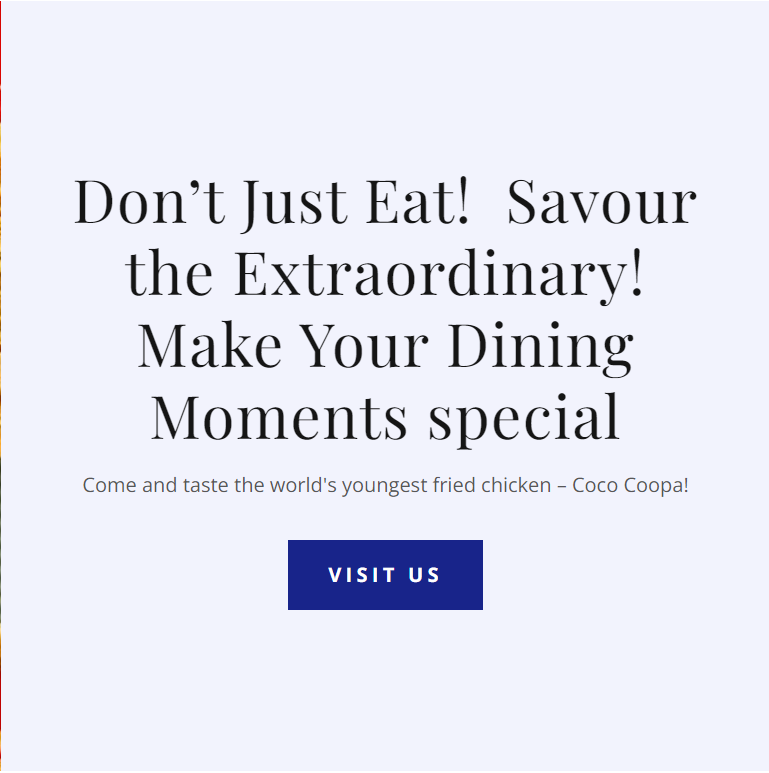 Don’t Just Eat!  Savour
the Extraordinary!
Make Your Dining
Moments special
Come and taste the world's youngest fried chicken – Coco Coopa!
VISIT US